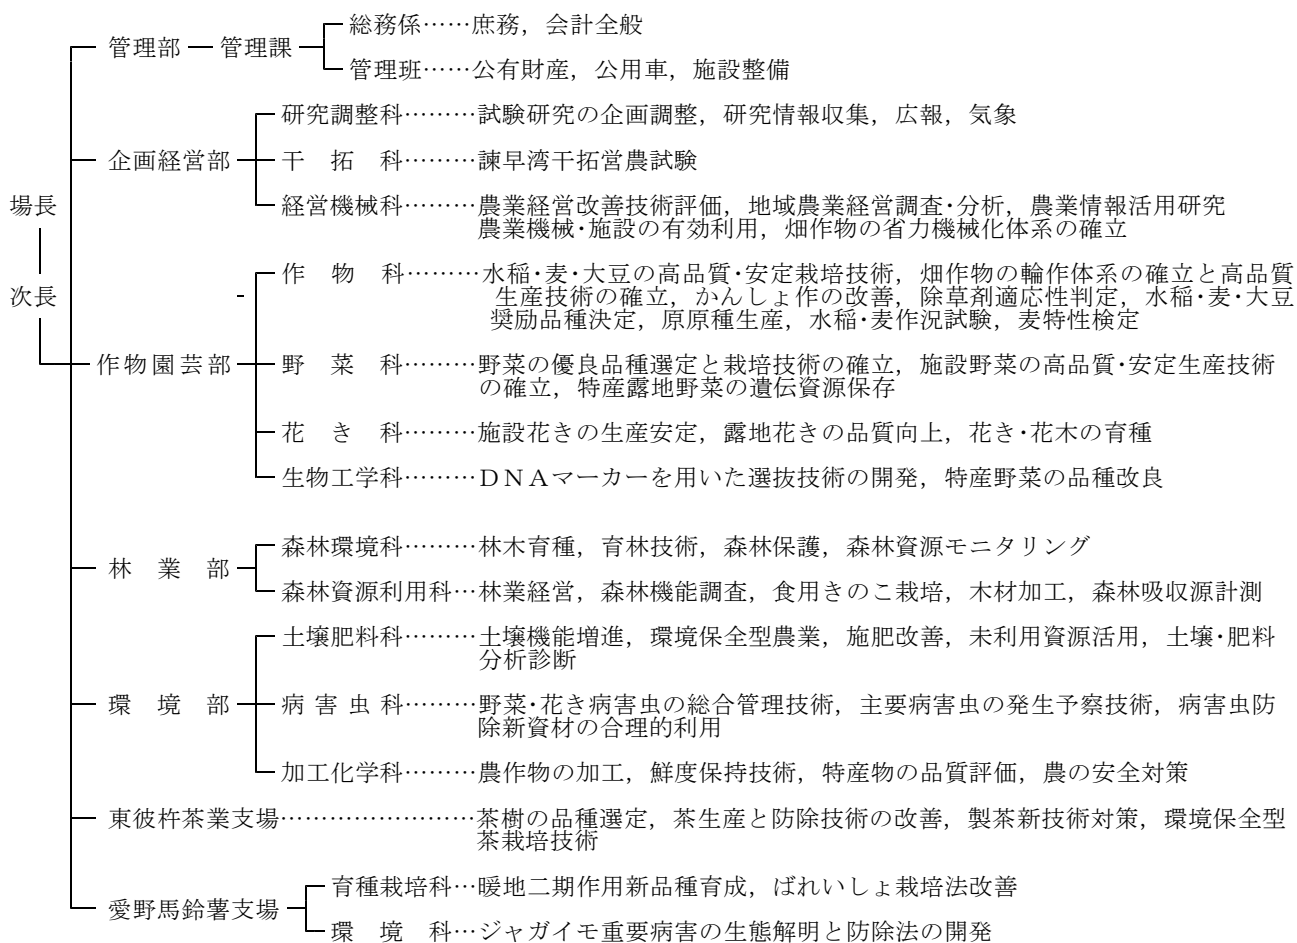 総務係……庶務，会計全般
管理部 管理課
管理班……公有財産，公用車，施設整備
研究調整科………試験研究の企画調整，研究情報収集，広報，気象
企画経営部 干拓科………諫早湾干拓営農試験
経営機械科………農業経営改善技術評価，地域農業経営調査・分析，農業情報活用研究
農業機械・施設の有効利用，畑作物の省力機械化体系の確立
場長
次長
作物科………水稲・麦・大豆の高品質・安定栽培技術，畑作物の輪作体系の確立と高品質
生産技術の確立，かんしょ作の改善，除草剤適応性判定，水稲・麦・大豆
奨励品種決定，原原種生産，水稲・麦作況試験，麦特性検定
作物園芸部 野菜科………野菜の優良品種選定と栽培技術の確立，施設野菜の高品質・安定生産技術
の確立，特産露地野菜の遺伝資源保存
花き科………施設花きの生産安定，露地花きの品質向上，花き・花木の育種
生物工学科………ＤＮＡマーカーを用いた選抜技術の開発，特産野菜の品種改良
森林環境科………林木育種，育林技術，森林保護，森林資源モニタリング
林業部
森林資源利用科…林業経営，森林機能調査，食用きのこ栽培，木材加工，森林吸収源計測
土壌肥料科………土壌機能増進，環境保全型農業，施肥改善，未利用資源活用，土壌・肥料
分析診断
環境部 病害虫科………野菜・花き病害虫の総合管理技術，主要病害虫の発生予察技術，病害虫防
除新資材の合理的利用
加工化学科………農作物の加工，鮮度保持技術，特産物の品質評価，農の安全対策
東彼杵茶業支場……………………茶樹の品種選定，茶生産と防除技術の改善，製茶新技術対策，環境保全型
茶栽培技術
育種栽培科…暖地二期作用新品種育成，ばれいしょ栽培法改善
愛野馬鈴薯支場
環境科…ジャガイモ重要病害の生態解明と防除法の開発